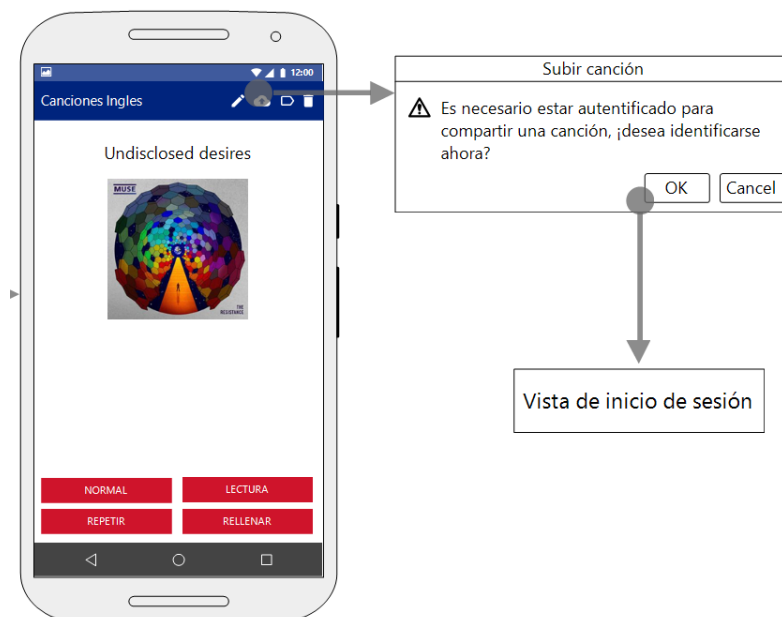 12:00
Canciones Ingles
Undisclosed desires
MUSE
THE
RESISTANCE
NORMAL
LECTURA
REPETIR
RELLENAR
Subir canción
Es necesario estar autentificado para
compartir una canción, ¡desea identificarse
ahora?
OK
Cancel
Vista de inicio de sesión